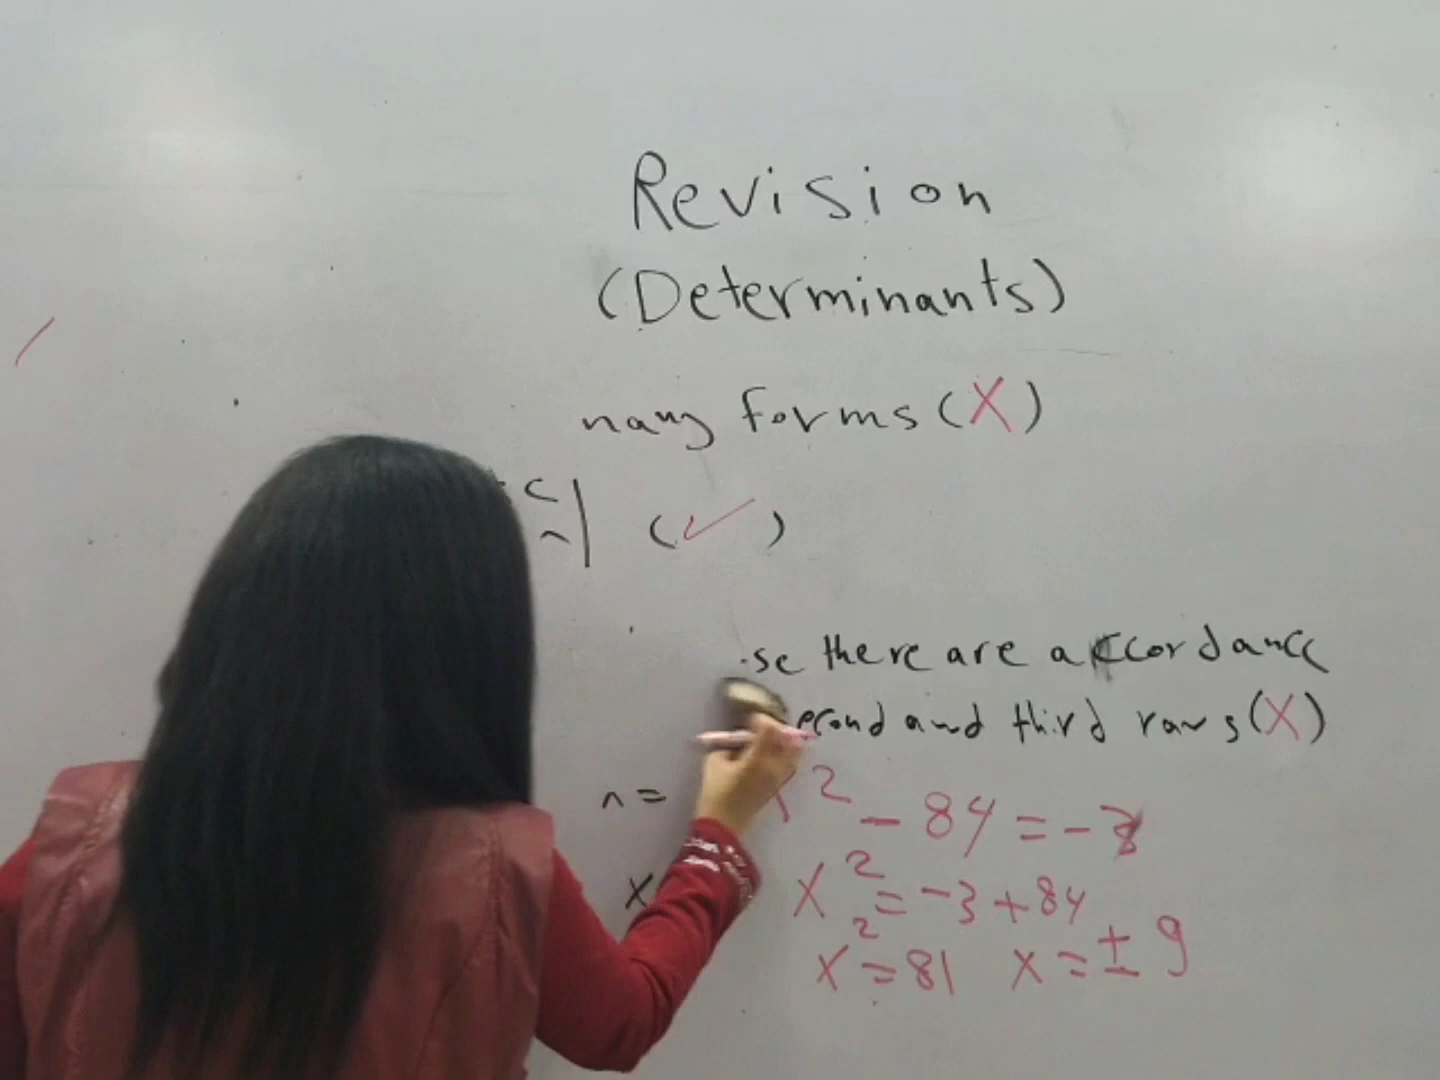 Revision
(Determinants)
many forms (X)
c| (✓)
n
se there are accordance
second and third rows (X)
n = x² - 84 = -3
x x² = -3 + 84
x² = 81 x = ± 9